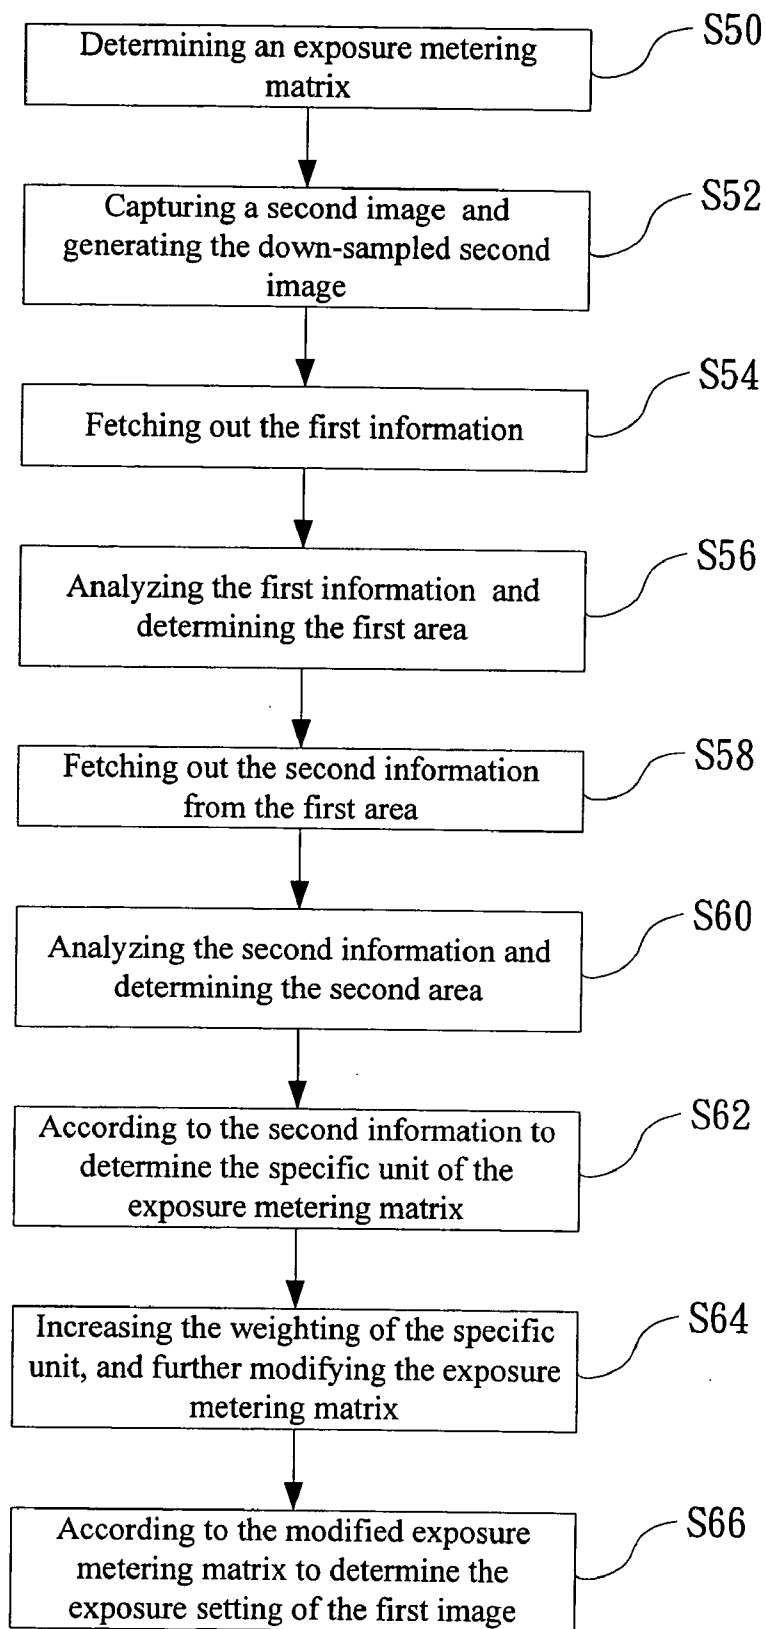 Determining an exposure metering
matrix
S50
Capturing a second image and
generating the down-sampled second
image
S52
Fetching out the first information
S54
Analyzing the first information and
determining the first area
S56
Fetching out the second information
from the first area
S58
Analyzing the second information and
determining the second area
S60
According to the second information to
determine the specific unit of the
exposure metering matrix
S62
Increasing the weighting of the specific
unit, and further modifying the exposure
metering matrix
S64
According to the modified exposure
metering matrix to determine the
exposure setting of the first image
S66